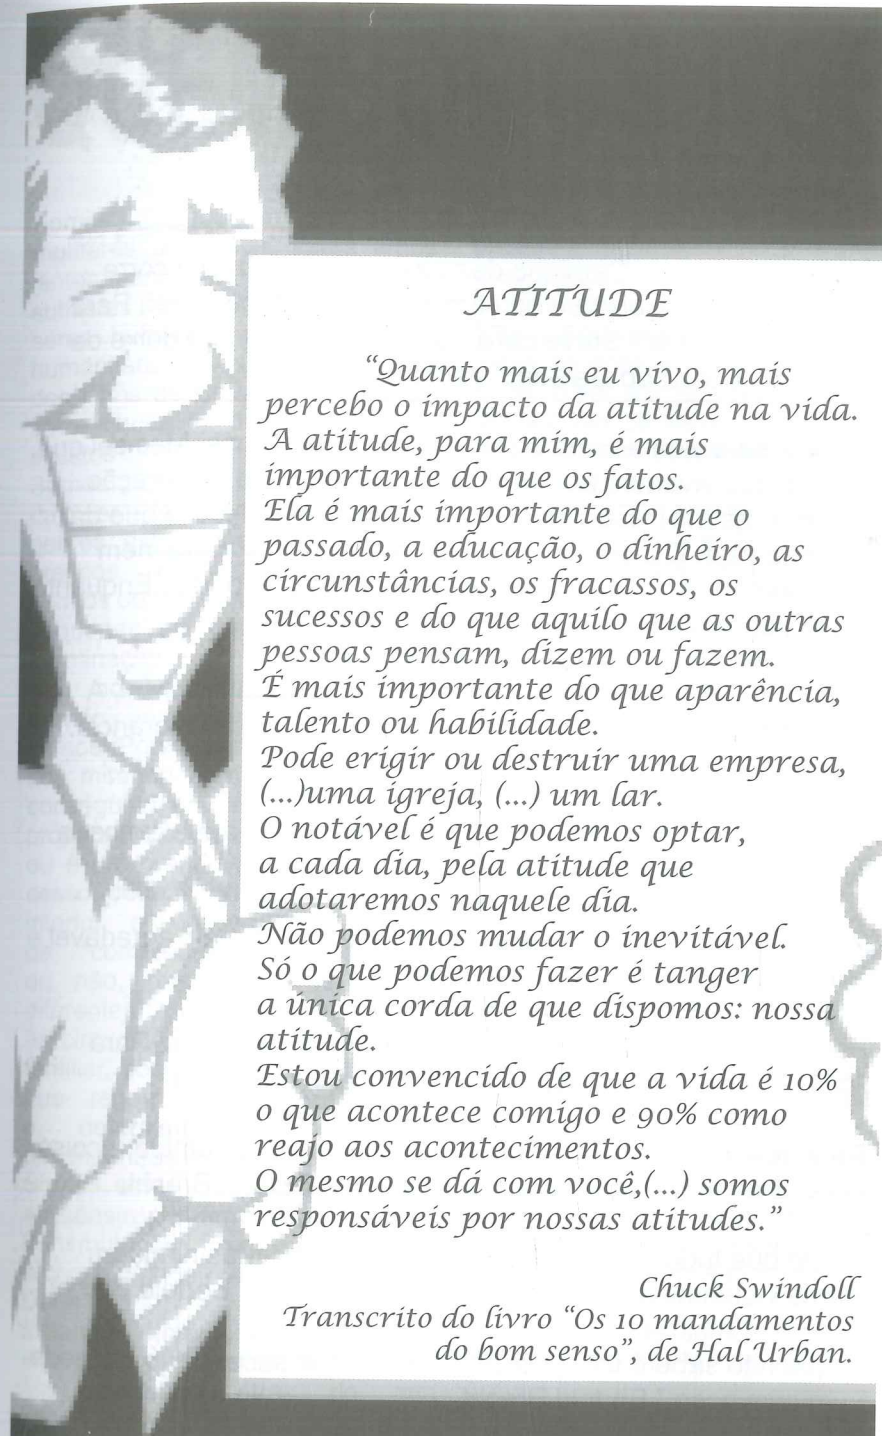 ATITUDE
“Quanto mais eu vivo, mais
percebo o impacto da atitude na vida.
A atitude, para mim, é mais
importante do que os fatos.
Ela é mais importante do que o
passado, a educação, o dinheiro, as
circunstâncias, os fracassos, os
sucessos e do que aquilo que as outras
pessoas pensam, dizem ou fazem.
É mais importante do que aparência,
talento ou habilidade.
Pode erigir ou destruir uma empresa,
(...)uma igreja, (...) um lar.
O notável é que podemos optar,
a cada dia, pela atitude que
adotaremos naquele dia.
Não podemos mudar o inevitável.
Só o que podemos fazer é tanger
a única corda de que dispomos: nossa
atitude.
Estou convencido de que a vida é 10%
o que acontece comigo e 90% como
reajo aos acontecimentos.
O mesmo se dá com você,(...) somos
responsáveis por nossas atitudes.”
Chuck Swindoll
Transcrito do livro “Os 10 mandamentos
do bom senso”, de Hal Urban.